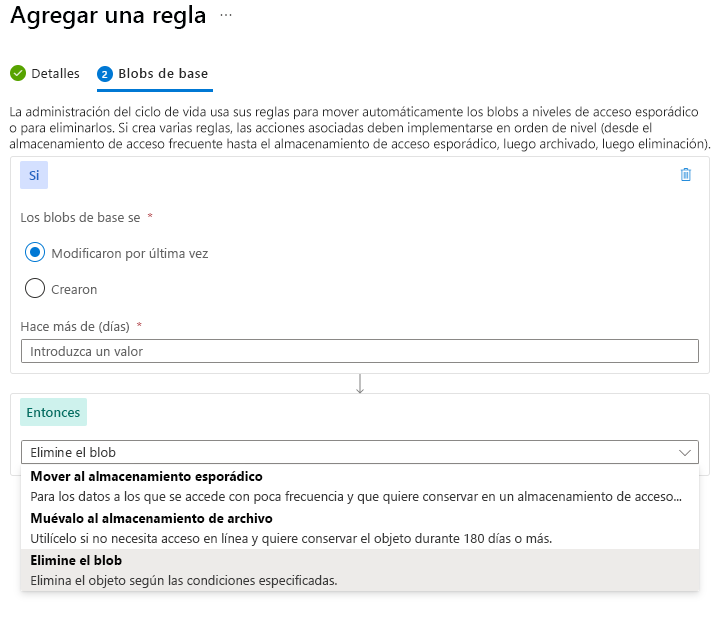 Agregar una regla ...
Detalles
2 Blobs de base
La administración del ciclo de vida usa sus reglas para mover automáticamente los blobs a niveles de acceso esporádico
o para eliminarlos. Si crea varias reglas, las acciones asociadas deben implementarse en orden de nivel (desde el
almacenamiento de acceso frecuente hasta el almacenamiento de acceso esporádico, luego archivado, luego eliminación).
Si
Los blobs de base se *
Modificaron por última vez
Crearon
Hace más de (días) *
Introduzca un valor
Entonces
Elimine el blob
Mover al almacenamiento esporádico
Para los datos a los que se accede con poca frecuencia y que quiere conservar en un almacenamiento de acceso...
Muévalo al almacenamiento de archivo
Utilícelo si no necesita acceso en línea y quiere conservar el objeto durante 180 días o más.
Elimine el blob
Elimina el objeto según las condiciones especificadas.